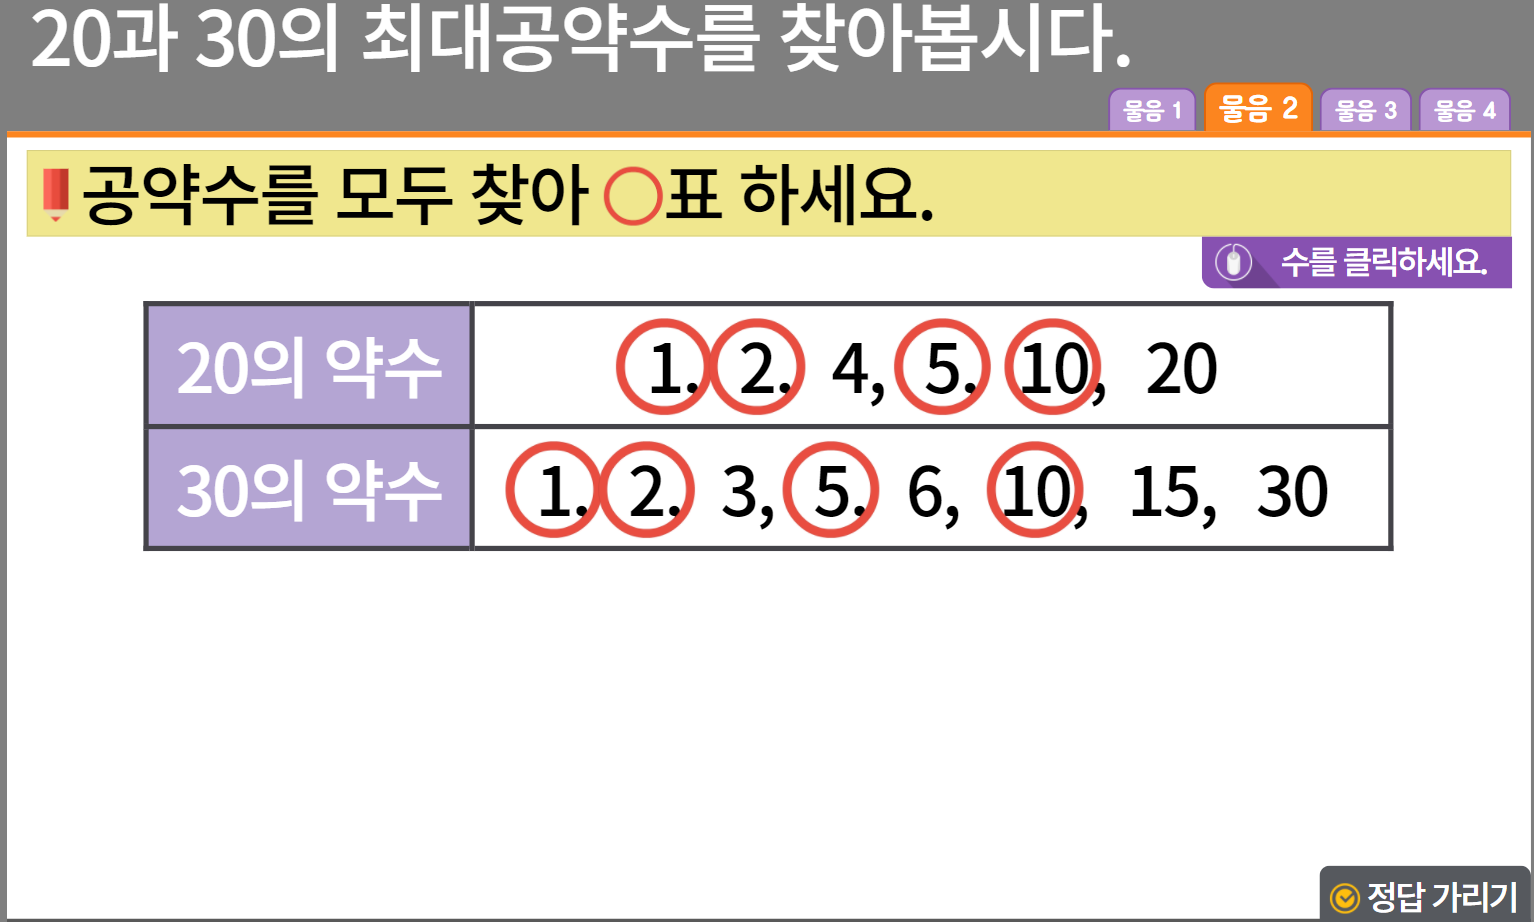 20과 30의 최대공약수를 찾아봅시다.
물음 1 물음 2 물음 3 물음 4
공약수를 모두 찾아 ○표 하세요.
수를 클릭하세요.
20의 약수 1, 2, 4, 5, 10, 20
30의 약수 1, 2, 3, 5, 6, 10, 15, 30
정답 가리기